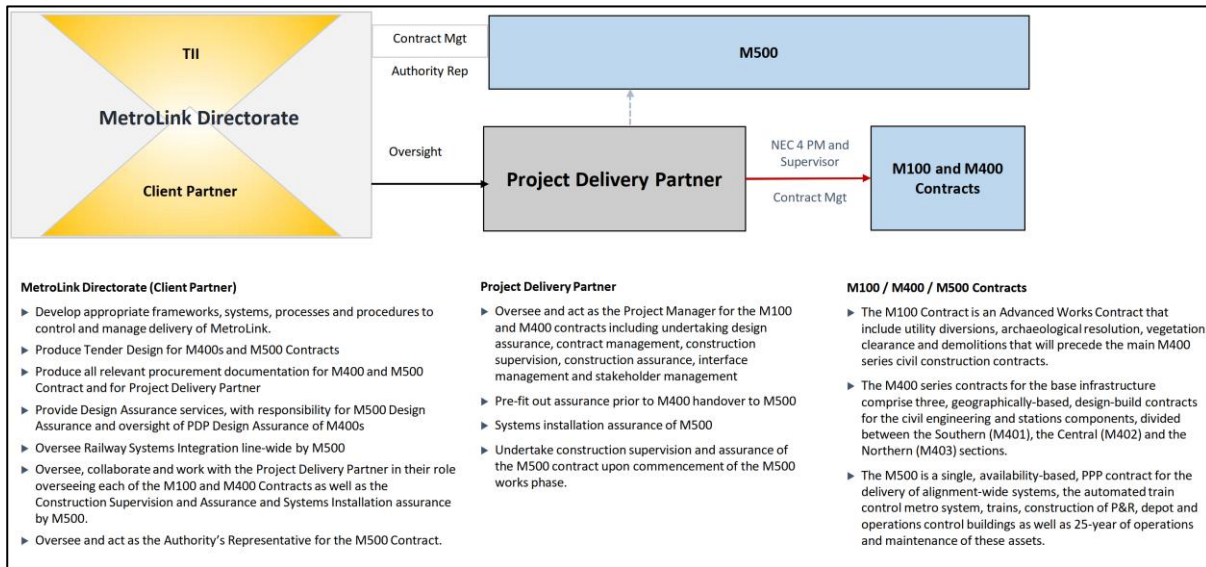 TII
MetroLink Directorate
Client Partner
Contract Mgt
Authority Rep
Oversight
M500
Project Delivery Partner
NEC 4 PM and
Supervisor
Contract Mgt
M100 and M400
Contracts
MetroLink Directorate (Client Partner)
► Develop appropriate frameworks, systems, processes and procedures to
control and manage delivery of MetroLink.
► Produce Tender Design for M400s and M500 Contracts
► Produce all relevant procurement documentation for M400 and M500
Contract and for Project Delivery Partner
► Provide Design Assurance services, with responsibility for M500 Design
Assurance and oversight of PDP Design Assurance of M400s
► Oversee Railway Systems Integration line-wide by M500
► Oversee, collaborate and work with the Project Delivery Partner in their role
overseeing each of the M100 and M400 Contracts as well as the
Construction Supervision and Assurance and Systems Installation assurance
by M500.
► Oversee and act as the Authority's Representative for the M500 Contract.
Project Delivery Partner
► Oversee and act as the Project Manager for the M100
and M400 contracts including undertaking design
assurance, contract management, construction
supervision, construction assurance, interface
management and stakeholder management
► Pre-fit out assurance prior to M400 handover to M500
► Systems installation assurance of M500
► Undertake construction supervision and assurance of
the M500 contract upon commencement of the M500
works phase.
M100 / M400 / M500 Contracts
► The M100 Contract is an Advanced Works Contract that
include utility diversions, archaeological resolution, vegetation
clearance and demolitions that will precede the main M400
series civil construction contracts.
► The M400 series contracts for the base infrastructure
comprise three, geographically-based, design-build contracts
for the civil engineering and stations components, divided
between the Southern (M401), the Central (M402) and the
Northern (M403) sections.
► The M500 is a single, availability-based, PPP contract for the
delivery of alignment-wide systems, the automated train
control metro system, trains, construction of P&R, depot and
operations control buildings as well as 25-year of operations
and maintenance of these assets.